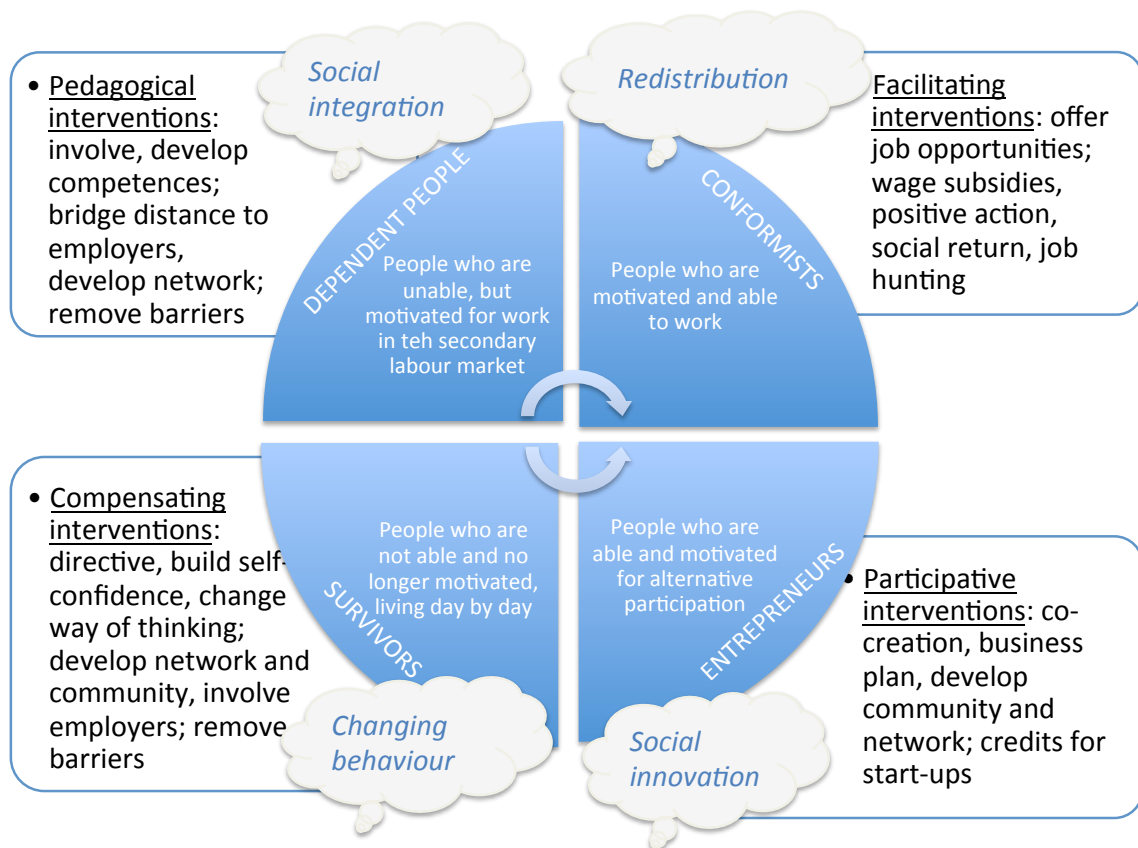 Social
integration
Redistribution
• Pedagogical
interventions:
involve, develop
competences;
bridge distance to
employers,
develop network;
remove barriers
Facilitating
interventions: offer
job opportunities;
wage subsidies,
positive action,
social return, job
hunting
DEPENDENT PEOPLE
People who are
unable, but
motivated for work
in teh secondary
labour market
CONFORMISTS
People who are
motivated and able
to work
• Compensating
interventions:
directive, build self-
confidence, change
way of thinking;
develop network and
community, involve
employers; remove
barriers
SURVIVORS
People who are
not able and no
longer motivated,
living day by day
ENTREPRENEURS
People who are
able and motivated
for alternative
participation
• Participative
interventions: co-
creation, business
plan, develop
community and
network; credits for
start-ups
Changing
behaviour
Social
innovation